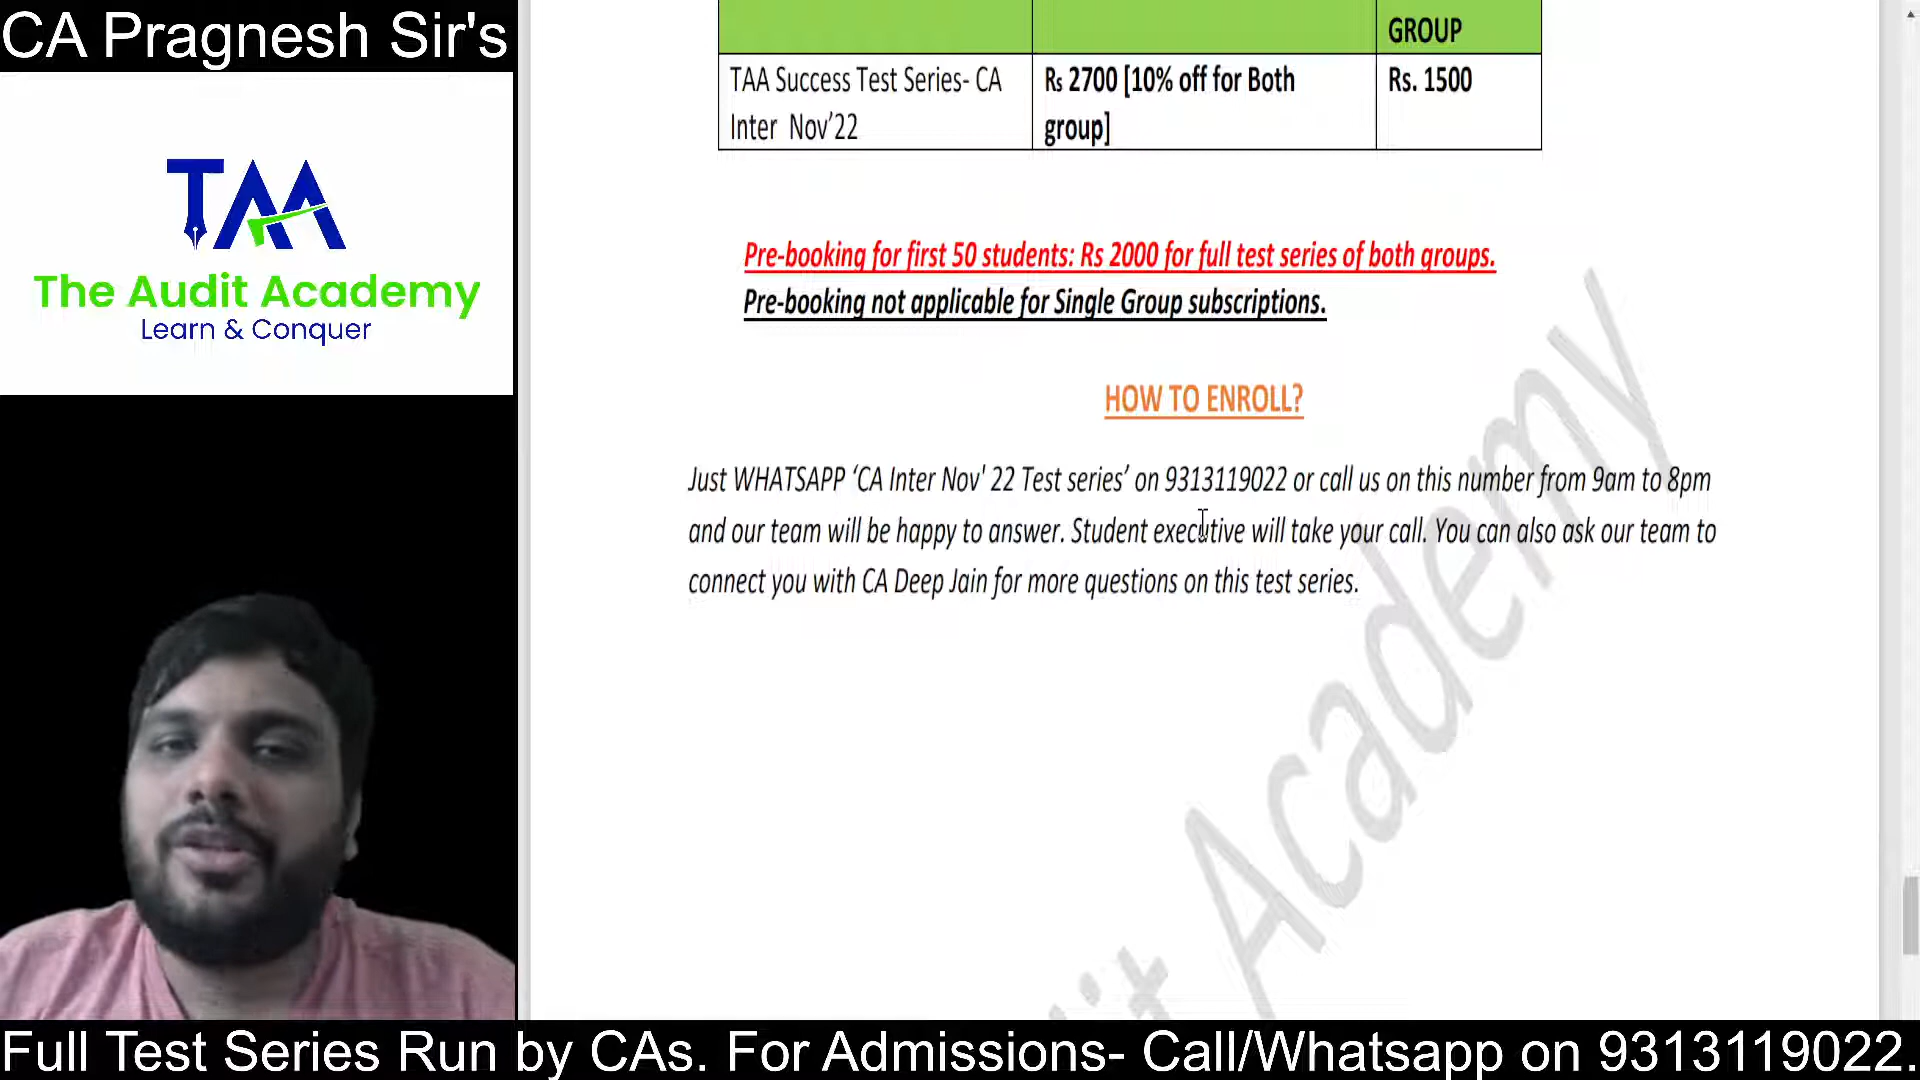 CA Pragnesh Sir's
TAA
The Audit Academy
Learn & Conquer
GROUP
TAA Success Test Series- CA
Inter Nov’22
Rs 2700 [10% off for Both
group]
Rs. 1500
Pre-booking for first 50 students: Rs 2000 for full test series of both groups.
Pre-booking not applicable for Single Group subscriptions.
HOW TO ENROLL?
Just WHATSAPP ‘CA Inter Nov' 22 Test series’ on 9313119022 or call us on this number from 9am to 8pm
and our team will be happy to answer. Student executive will take your call. You can also ask our team to
connect you with CA Deep Jain for more questions on this test series.
it Academy
Full Test Series Run by CAs. For Admissions- Call/Whatsapp on 9313119022.